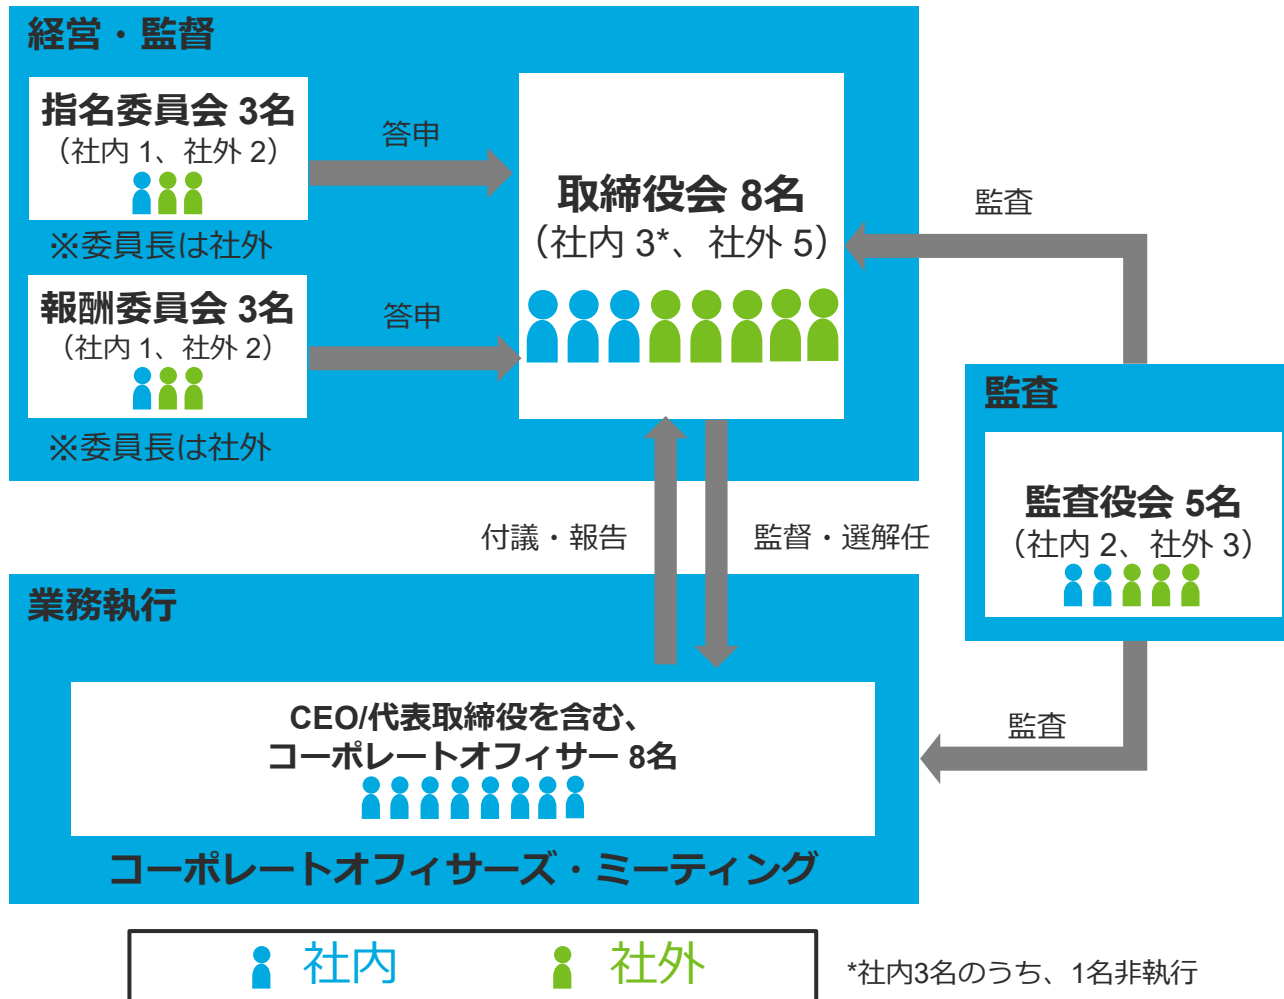 経営・監督
指名委員会 3名
（社内 1、社外 2）
※委員長は社外
答申
報酬委員会 3名
（社内 1、社外 2）
※委員長は社外
答申
取締役会 8名
（社内 3*、社外 5）
監査
監査
監査役会 5名
（社内 2、社外 3）
監査
付議・報告
監督・選解任
業務執行
CEO/代表取締役を含む、
コーポレートオフィサー 8名
コーポレートオフィサーズ・ミーティング
社内
社外
*社内3名のうち、1名非執行